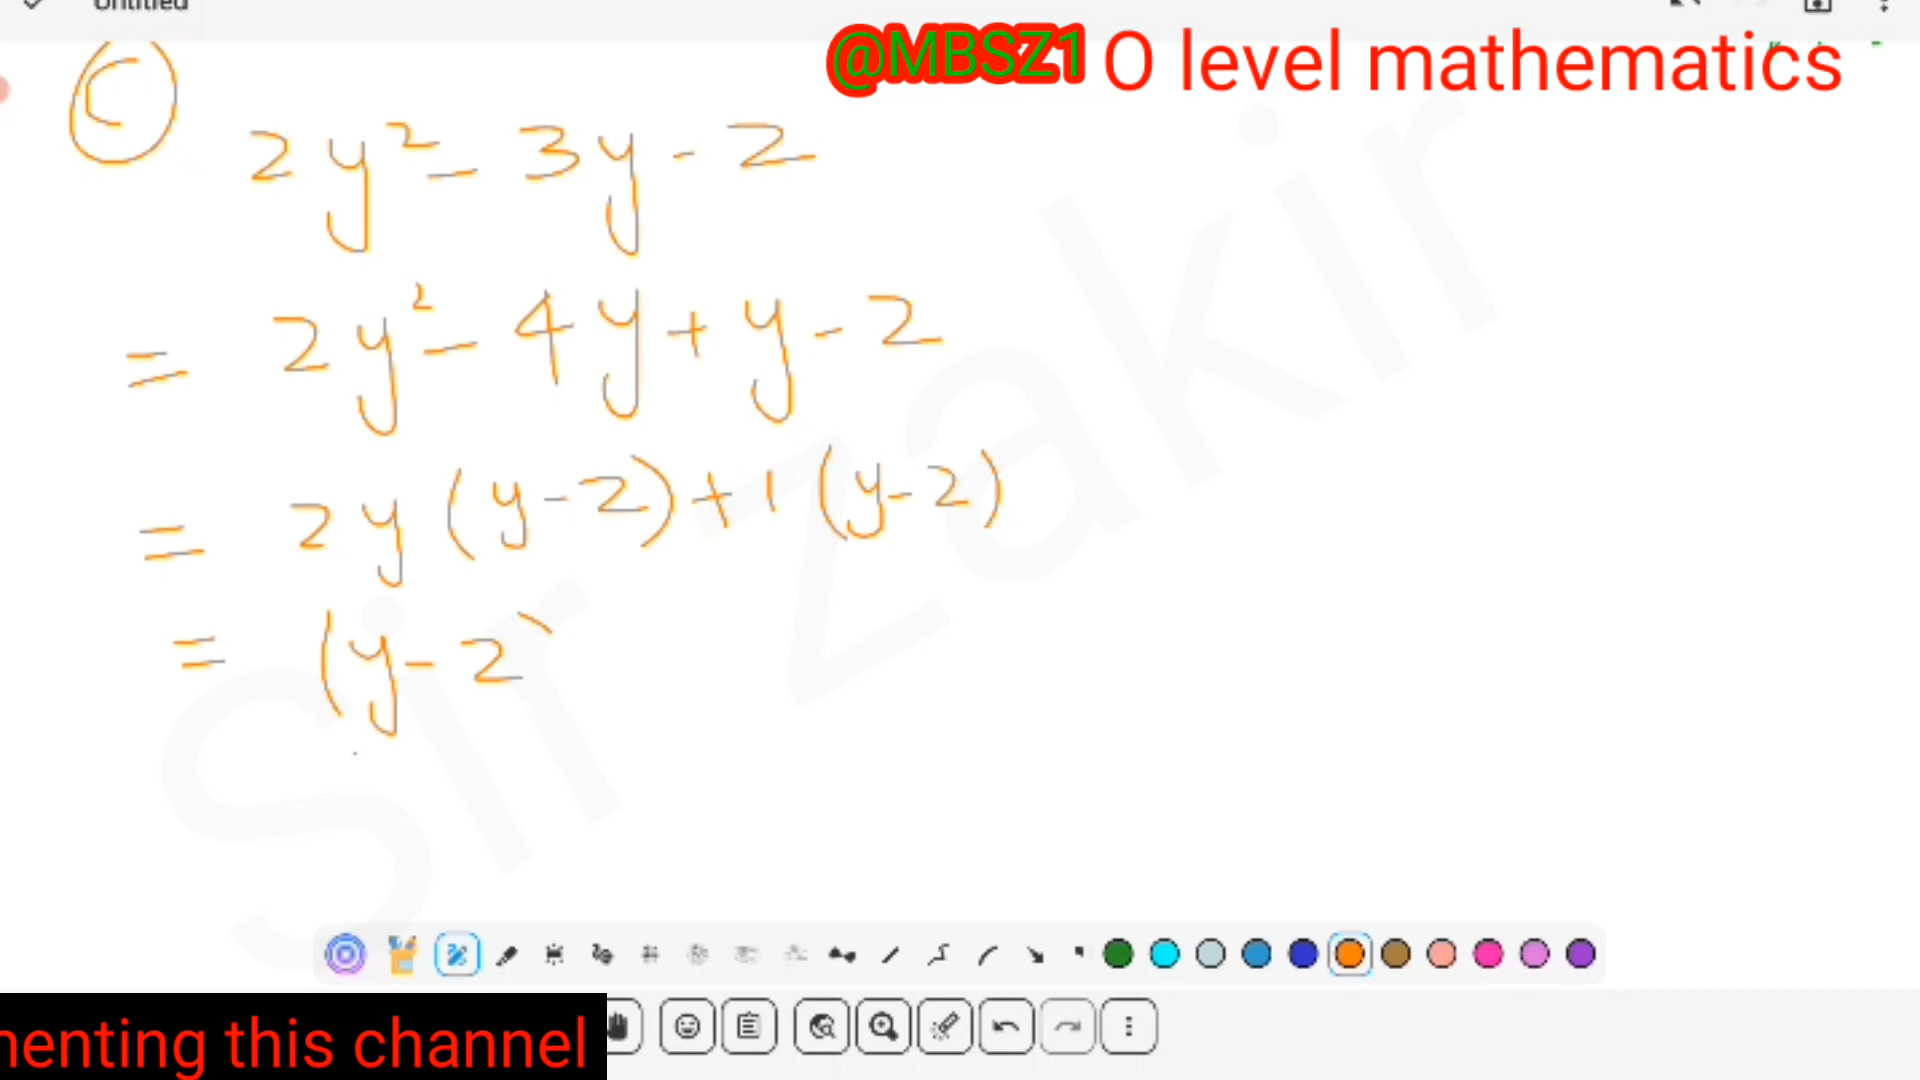 Untitled
@MBSZ1 O level mathematics
C
2y² - 3y - 2
= 2y² - 4y + y - 2
= 2y (y - 2) + 1 (y - 2)
= (y - 2)
Sir zakir
menting this channel